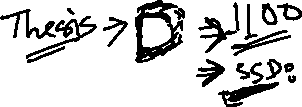 Thesis → D → 1100
→ SSD: